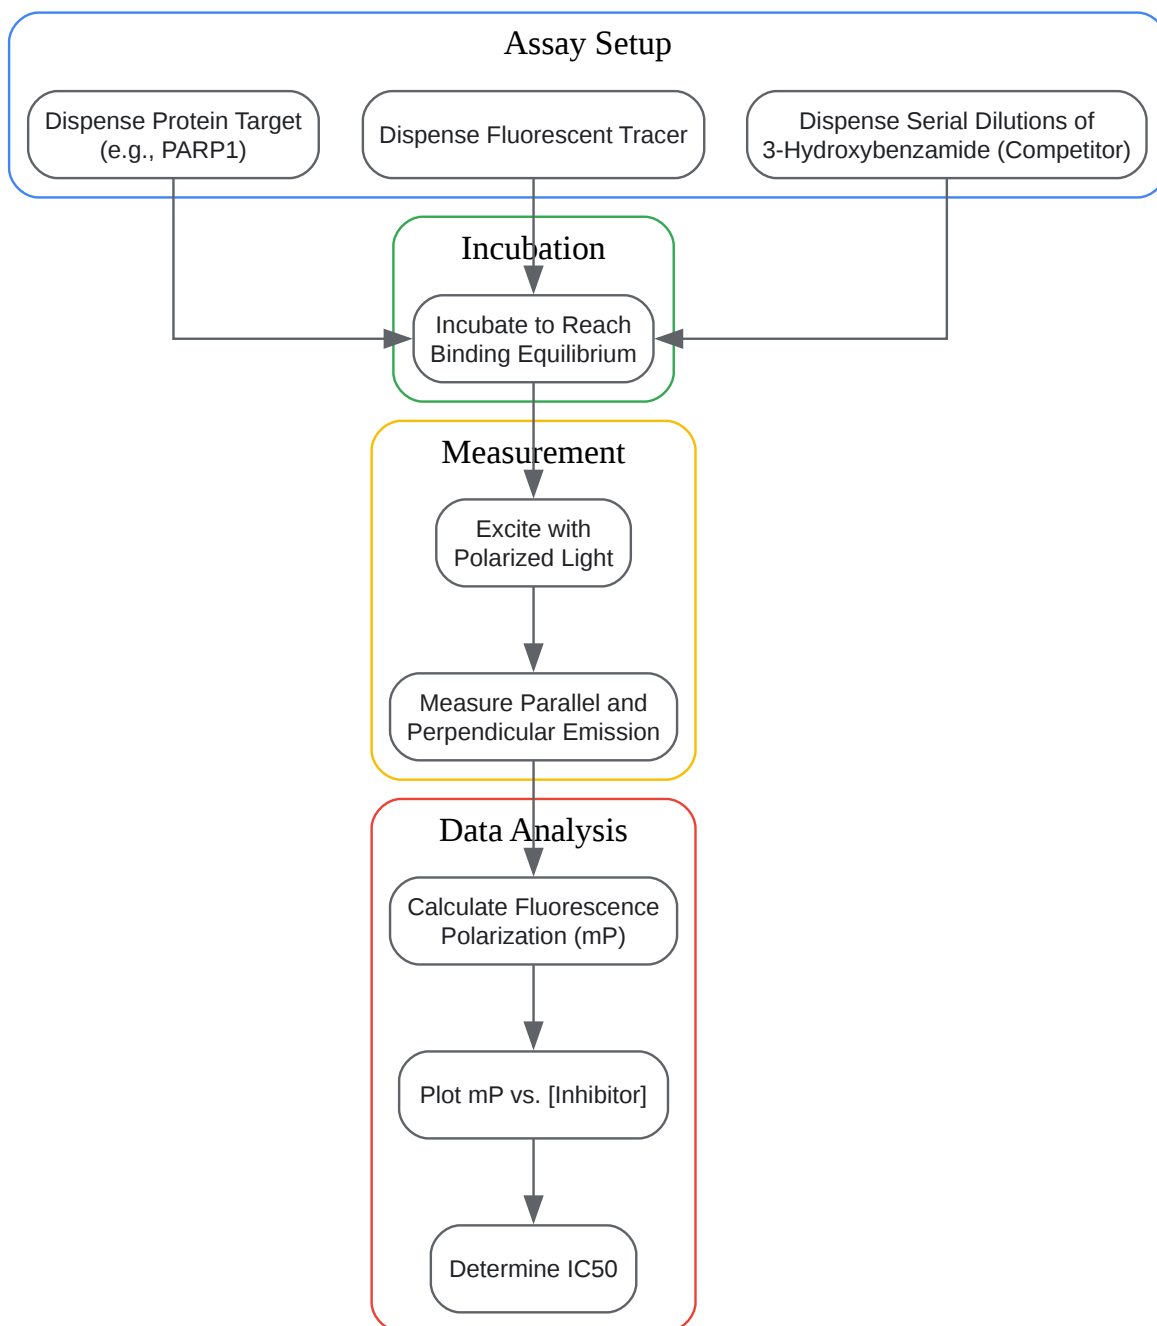 Assay Setup
Dispense Protein Target
(e.g., PARP1)
Dispense Fluorescent Tracer
Dispense Serial Dilutions of
3-Hydroxybenzamide (Competitor)
Incubation
Incubate to Reach
Binding Equilibrium
Measurement
Excite with
Polarized Light
Measure Parallel and
Perpendicular Emission
Data Analysis
Calculate Fluorescence
Polarization (mP)
Plot mP vs. [Inhibitor]
Determine IC50